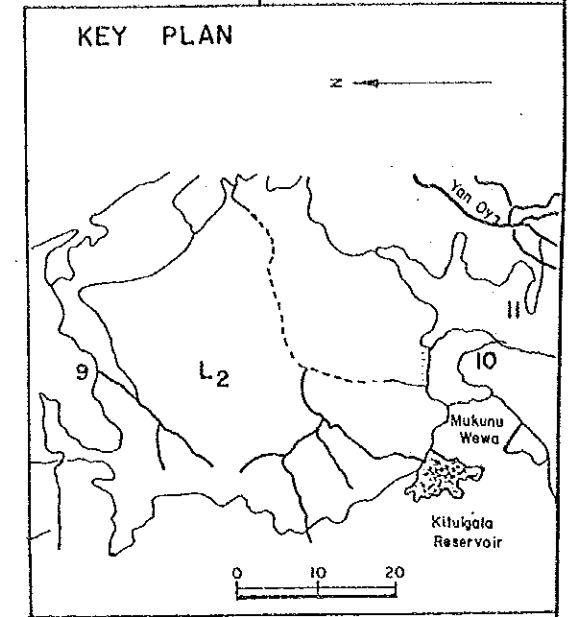 KEY PLAN
N
Yan Oya
11
10
9
L2
Mukunu
Wewa
Kitulgala
Reservoir
0 10 20